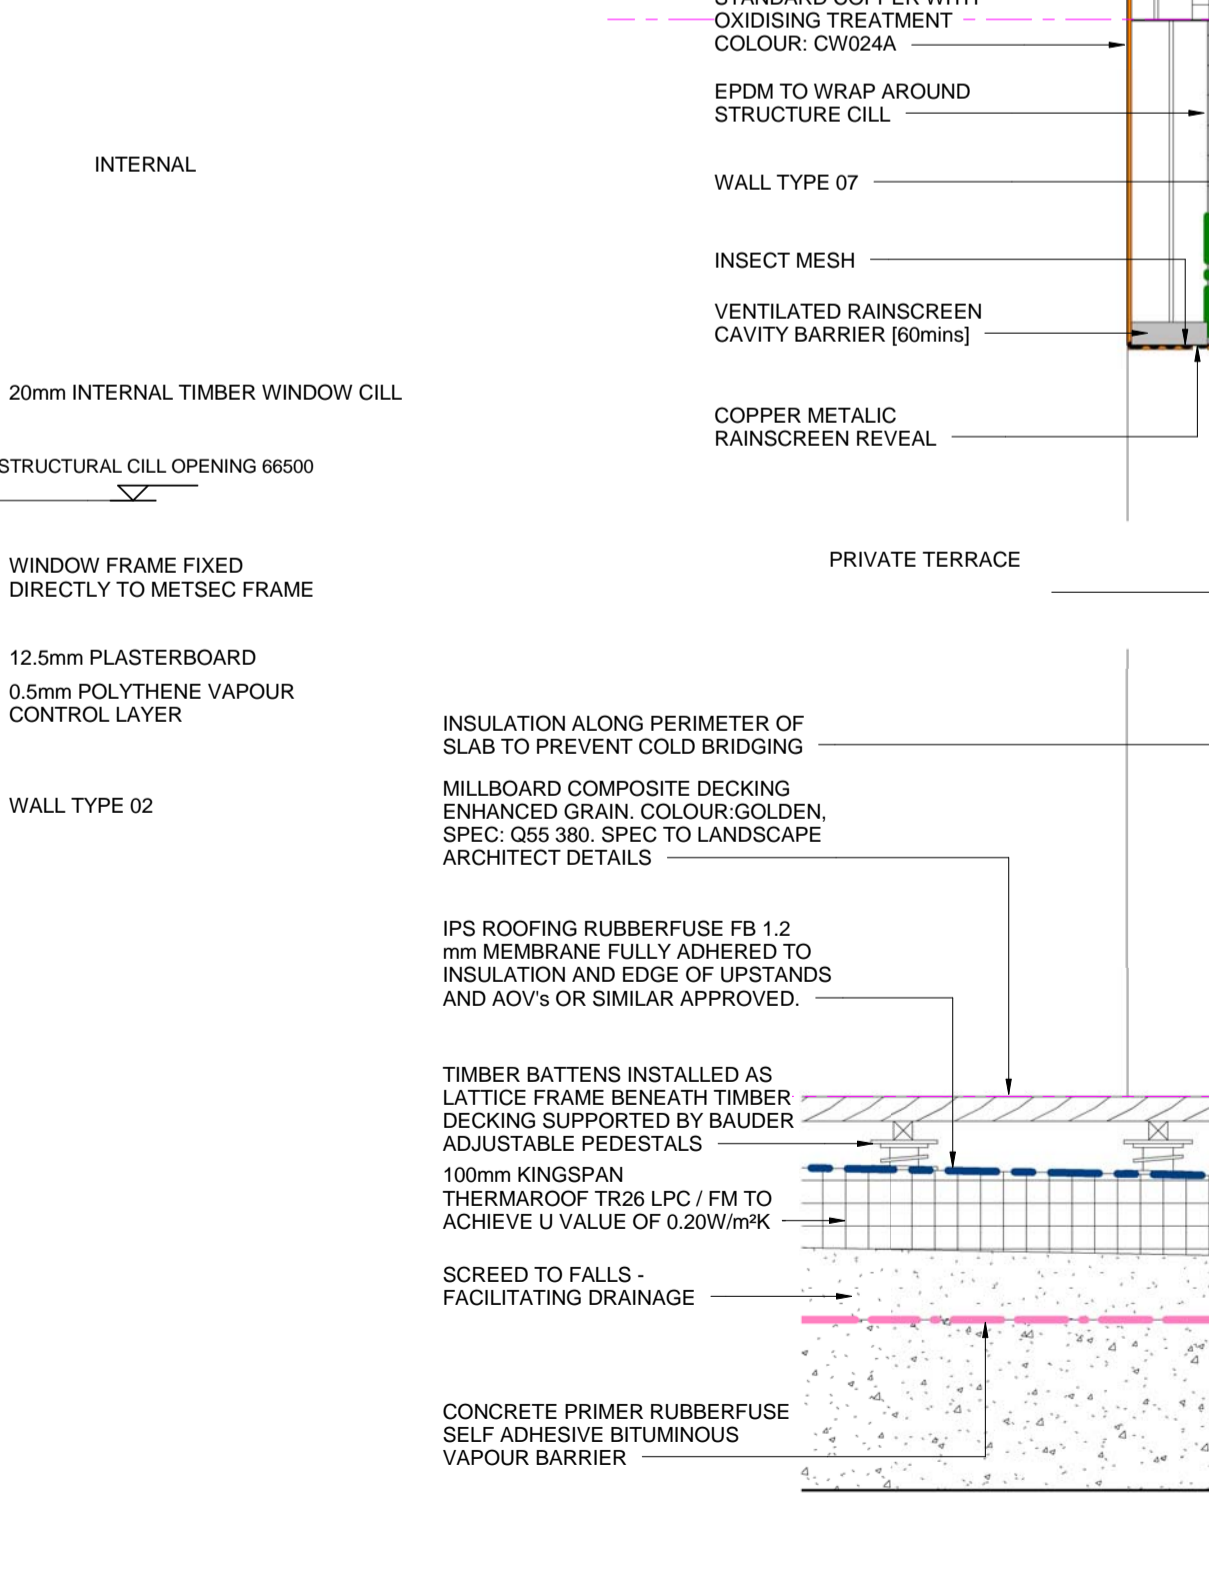 STANDARD COPPER WITH
OXIDISING TREATMENT
COLOUR: CW024A
EPDM TO WRAP AROUND
STRUCTURE CILL
INTERNAL
WALL TYPE 07
INSECT MESH
VENTILATED RAINSCREEN
CAVITY BARRIER [60mins]
20mm INTERNAL TIMBER WINDOW CILL
COPPER METALIC
RAINSCREEN REVEAL
STRUCTURAL CILL OPENING 66500
WINDOW FRAME FIXED
DIRECTLY TO METSEC FRAME
PRIVATE TERRACE
12.5mm PLASTERBOARD
0.5mm POLYTHENE VAPOUR
CONTROL LAYER
WALL TYPE 02
INSULATION ALONG PERIMETER OF
SLAB TO PREVENT COLD BRIDGING
MILLBOARD COMPOSITE DECKING
ENHANCED GRAIN. COLOUR:GOLDEN,
SPEC: Q55 380. SPEC TO LANDSCAPE
ARCHITECT DETAILS
IPS ROOFING RUBBERFUSE FB 1.2
mm MEMBRANE FULLY ADHERED TO
INSULATION AND EDGE OF UPSTANDS
AND AOV's OR SIMILAR APPROVED.
TIMBER BATTENS INSTALLED AS
LATTICE FRAME BENEATH TIMBER
DECKING SUPPORTED BY BAUDER
ADJUSTABLE PEDESTALS
100mm KINGSPAN
THERMAROOF TR26 LPC / FM TO
ACHIEVE U VALUE OF 0.20W/m²K
SCREED TO FALLS -
FACILITATING DRAINAGE
CONCRETE PRIMER RUBBERFUSE
SELF ADHESIVE BITUMINOUS
VAPOUR BARRIER